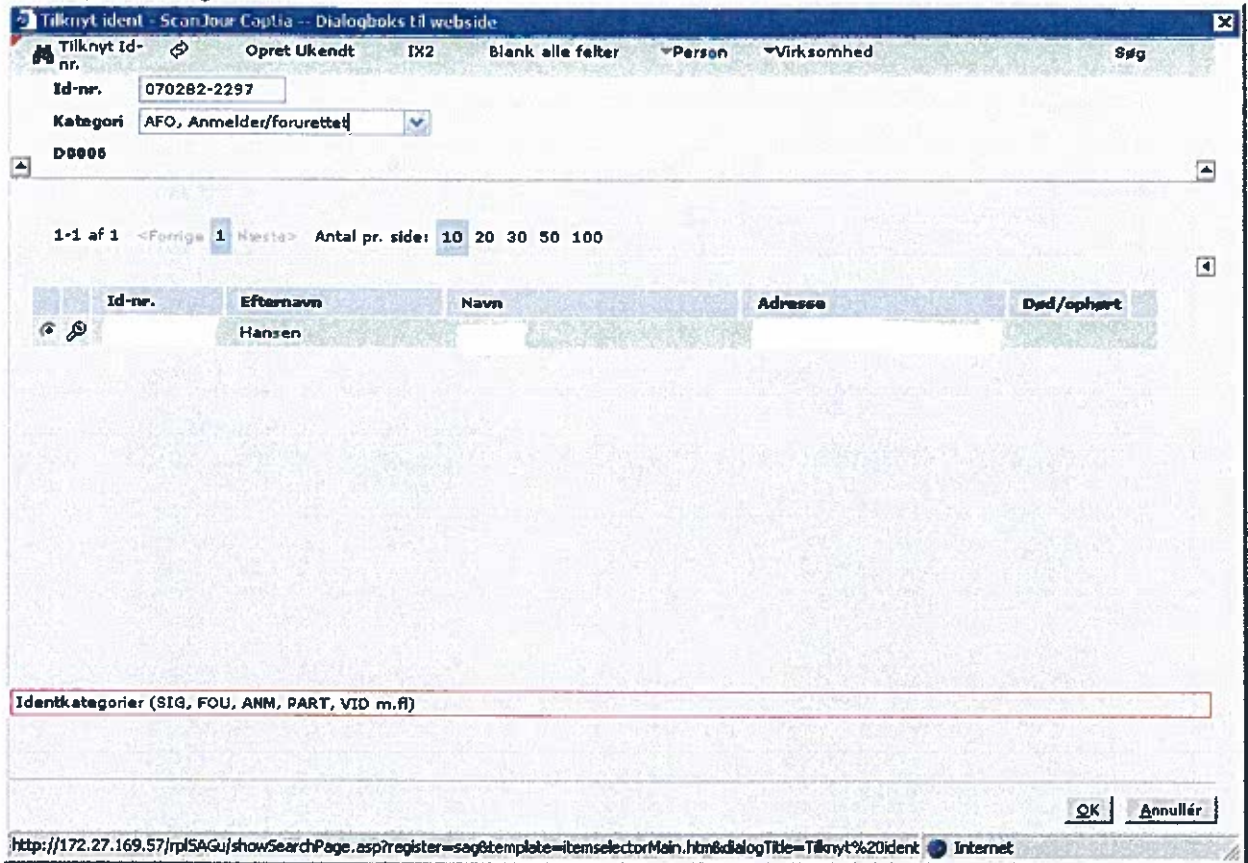 Tilknyt ident - ScanJour Captia -- Dialogboks til webside
Tilknyt Id-nr. Opret Ukendt IX2 Blank alle felter Person Virksomhed Søg
Id-nr. 070282-2297
Kategori AFO, Anmelder/forurettet
D9006
1-1 af 1 <Forrige 1 Næste> Antal pr. side: 10 20 30 50 100
Id-nr. Efternavn Navn Adresse Død/ophørt
Hansen
Identkategorier (SIG, FOU, ANM, PART, VID m.fl)
OK Annullér
http://172.27.169.57/rplSAGu/showSearchPage.asp?register=sag&template=itemselectorMain.htm&dialogTitle=Tilknyt%20ident Internet